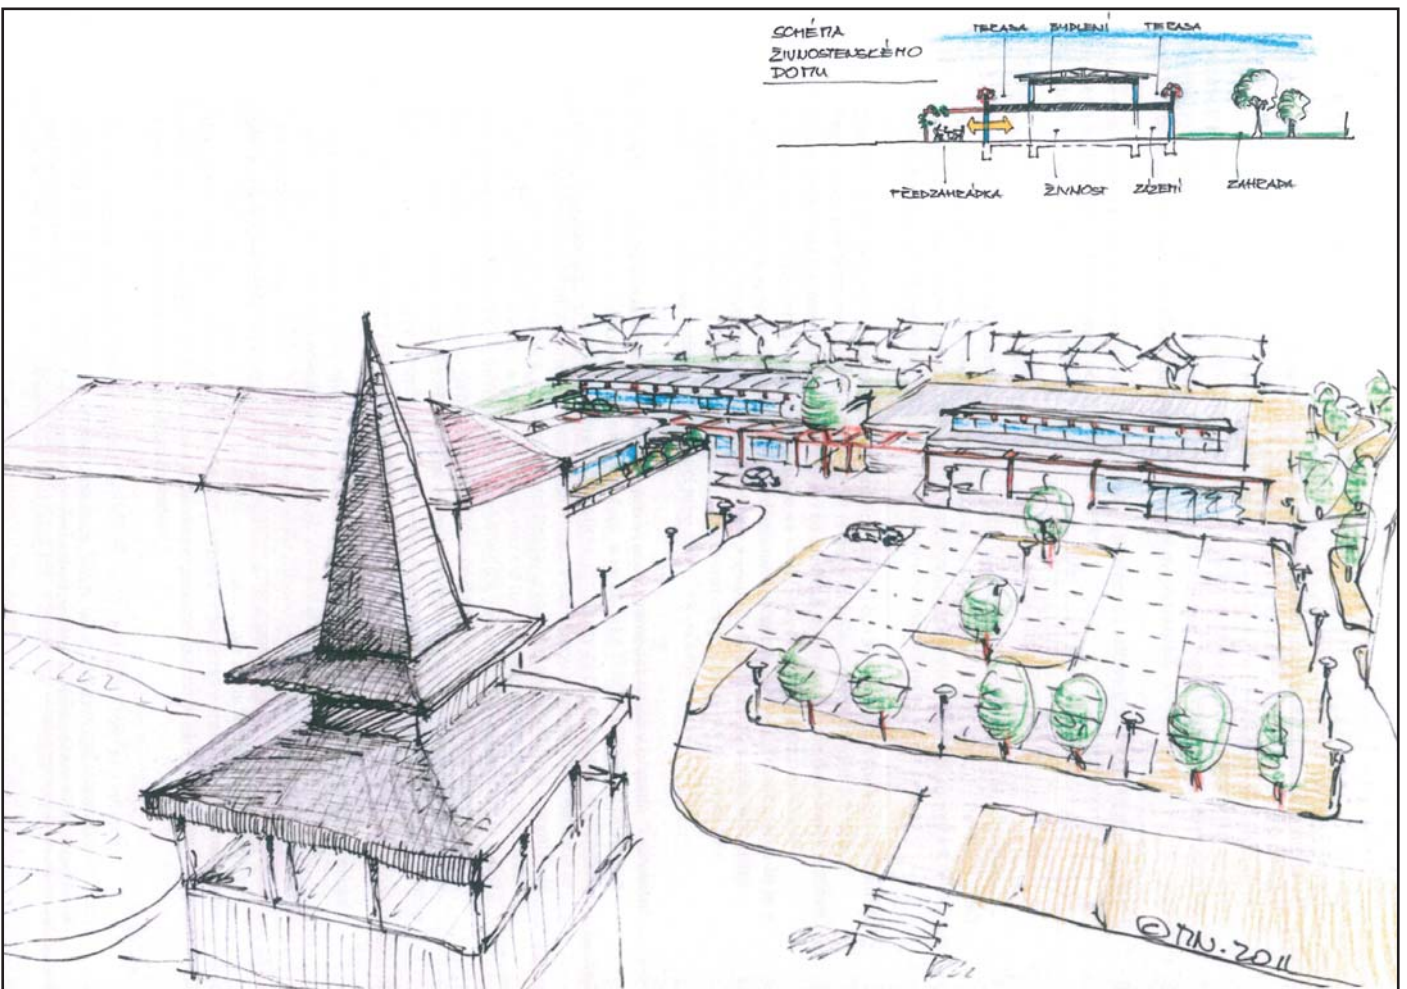 SCHÉMA
ŽIVNOSTENSKÉHO
DOMU
TERASA BYDLENÍ TERASA
PŘEDZAHRÁDKA ŽIVNOST ZÁZEMÍ ZAHRADA
© MN. 2011